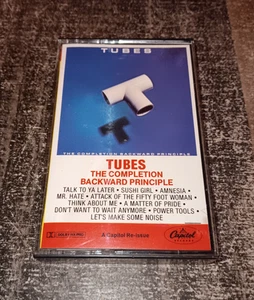 TUBES
THE COMPLETION BACKWARD PRINCIPLE
TUBES
THE COMPLETION
BACKWARD PRINCIPLE
TALK TO YA LATER • SUSHI GIRL • AMNESIA •
MR. HATE • ATTACK OF THE FIFTY FOOT WOMAN •
THINK ABOUT ME • A MATTER OF PRIDE •
DON'T WANT TO WAIT ANYMORE • POWER TOOLS •
LET'S MAKE SOME NOISE
A Capitol Re-issue
Capitol